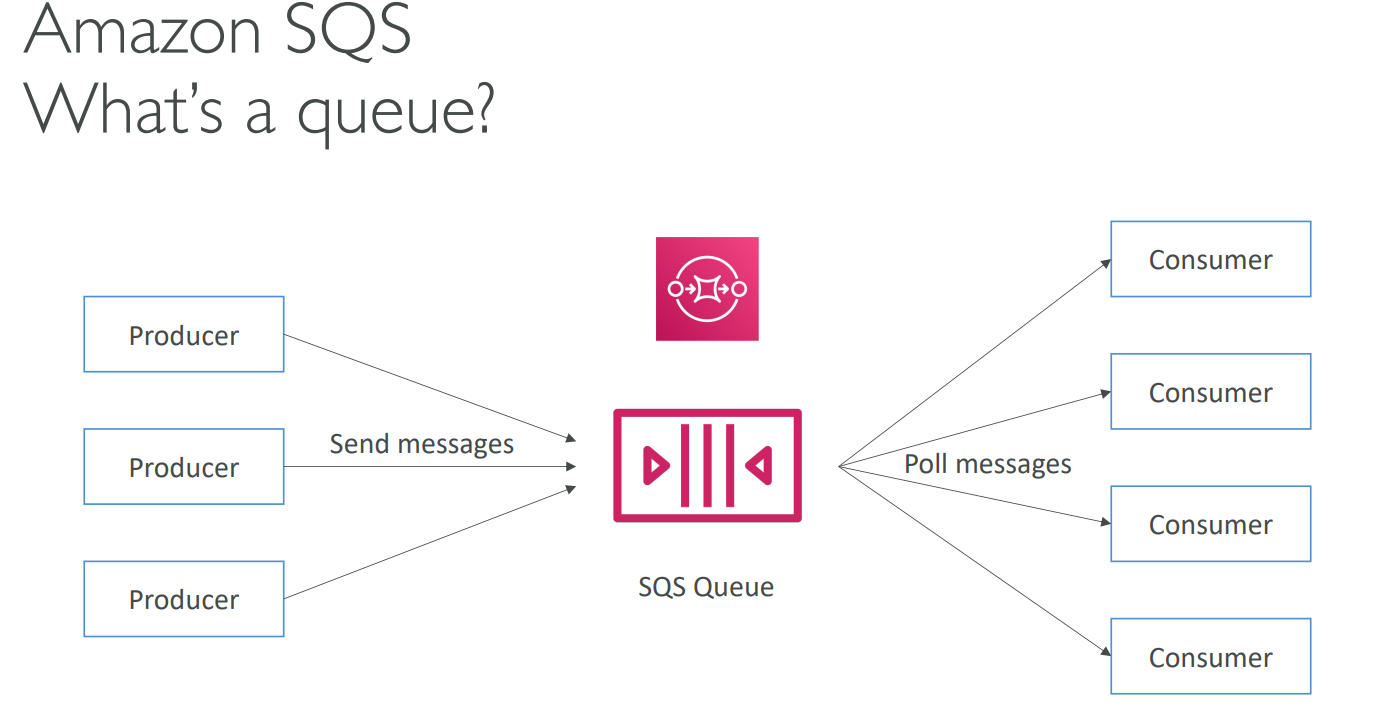 Amazon SQS
What’s a queue?
Producer
Producer
Producer
Send messages
SQS Queue
Poll messages
Consumer
Consumer
Consumer
Consumer